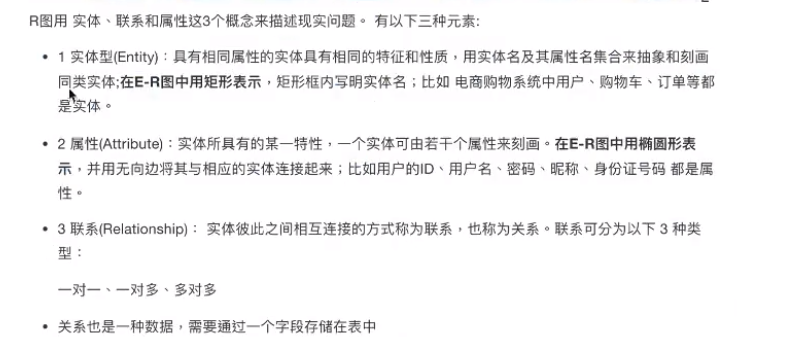 R图用 实体、联系和属性这3个概念来描述现实问题。 有以下三种元素:
• 1 实体型(Entity)：具有相同属性的实体具有相同的特征和性质，用实体名及其属性名集合来抽象和刻画
同类实体;在E-R图中用矩形表示，矩形框内写明实体名；比如 电商购物系统中用户、购物车、订单等都
是实体。
• 2 属性(Attribute)：实体所具有的某一特性，一个实体可由若干个属性来刻画。在E-R图中用椭圆形表
示，并用无向边将其与相应的实体连接起来；比如用户的ID、用户名、密码、昵称、身份证号码 都是属
性。
• 3 联系(Relationship)： 实体彼此之间相互连接的方式称为联系，也称为关系。联系可分为以下 3 种类
型：
一对一、一对多、多对多
• 关系也是一种数据，需要通过一个字段存储在表中